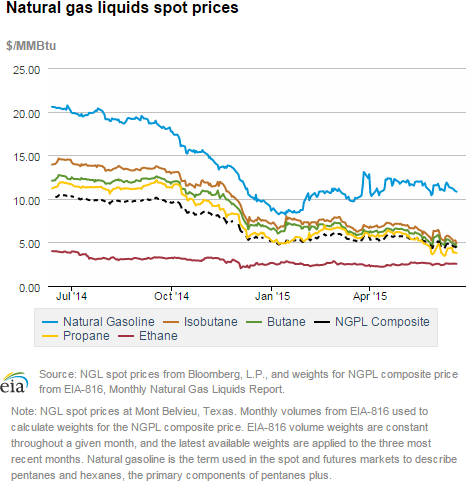 Natural gas liquids spot prices
$/MMBtu
25.00
20.00
15.00
10.00
5.00
0.00
Jul '14 Oct '14 Jan '15 Apr '15
Natural Gasoline Isobutane Butane NGPL Composite
Propane Ethane
eia
Source: NGL spot prices from Bloomberg, L.P., and weights for NGPL composite price
from EIA-816, Monthly Natural Gas Liquids Report.
Note: NGL spot prices at Mont Belvieu, Texas. Monthly volumes from EIA-816 used to
calculate weights for the NGPL composite price. EIA-816 volume weights are constant
throughout a given month, and the latest available weights are applied to the three most
recent months. Natural gasoline is the term used in the spot and futures markets to describe
pentanes and hexanes, the primary components of pentanes plus.